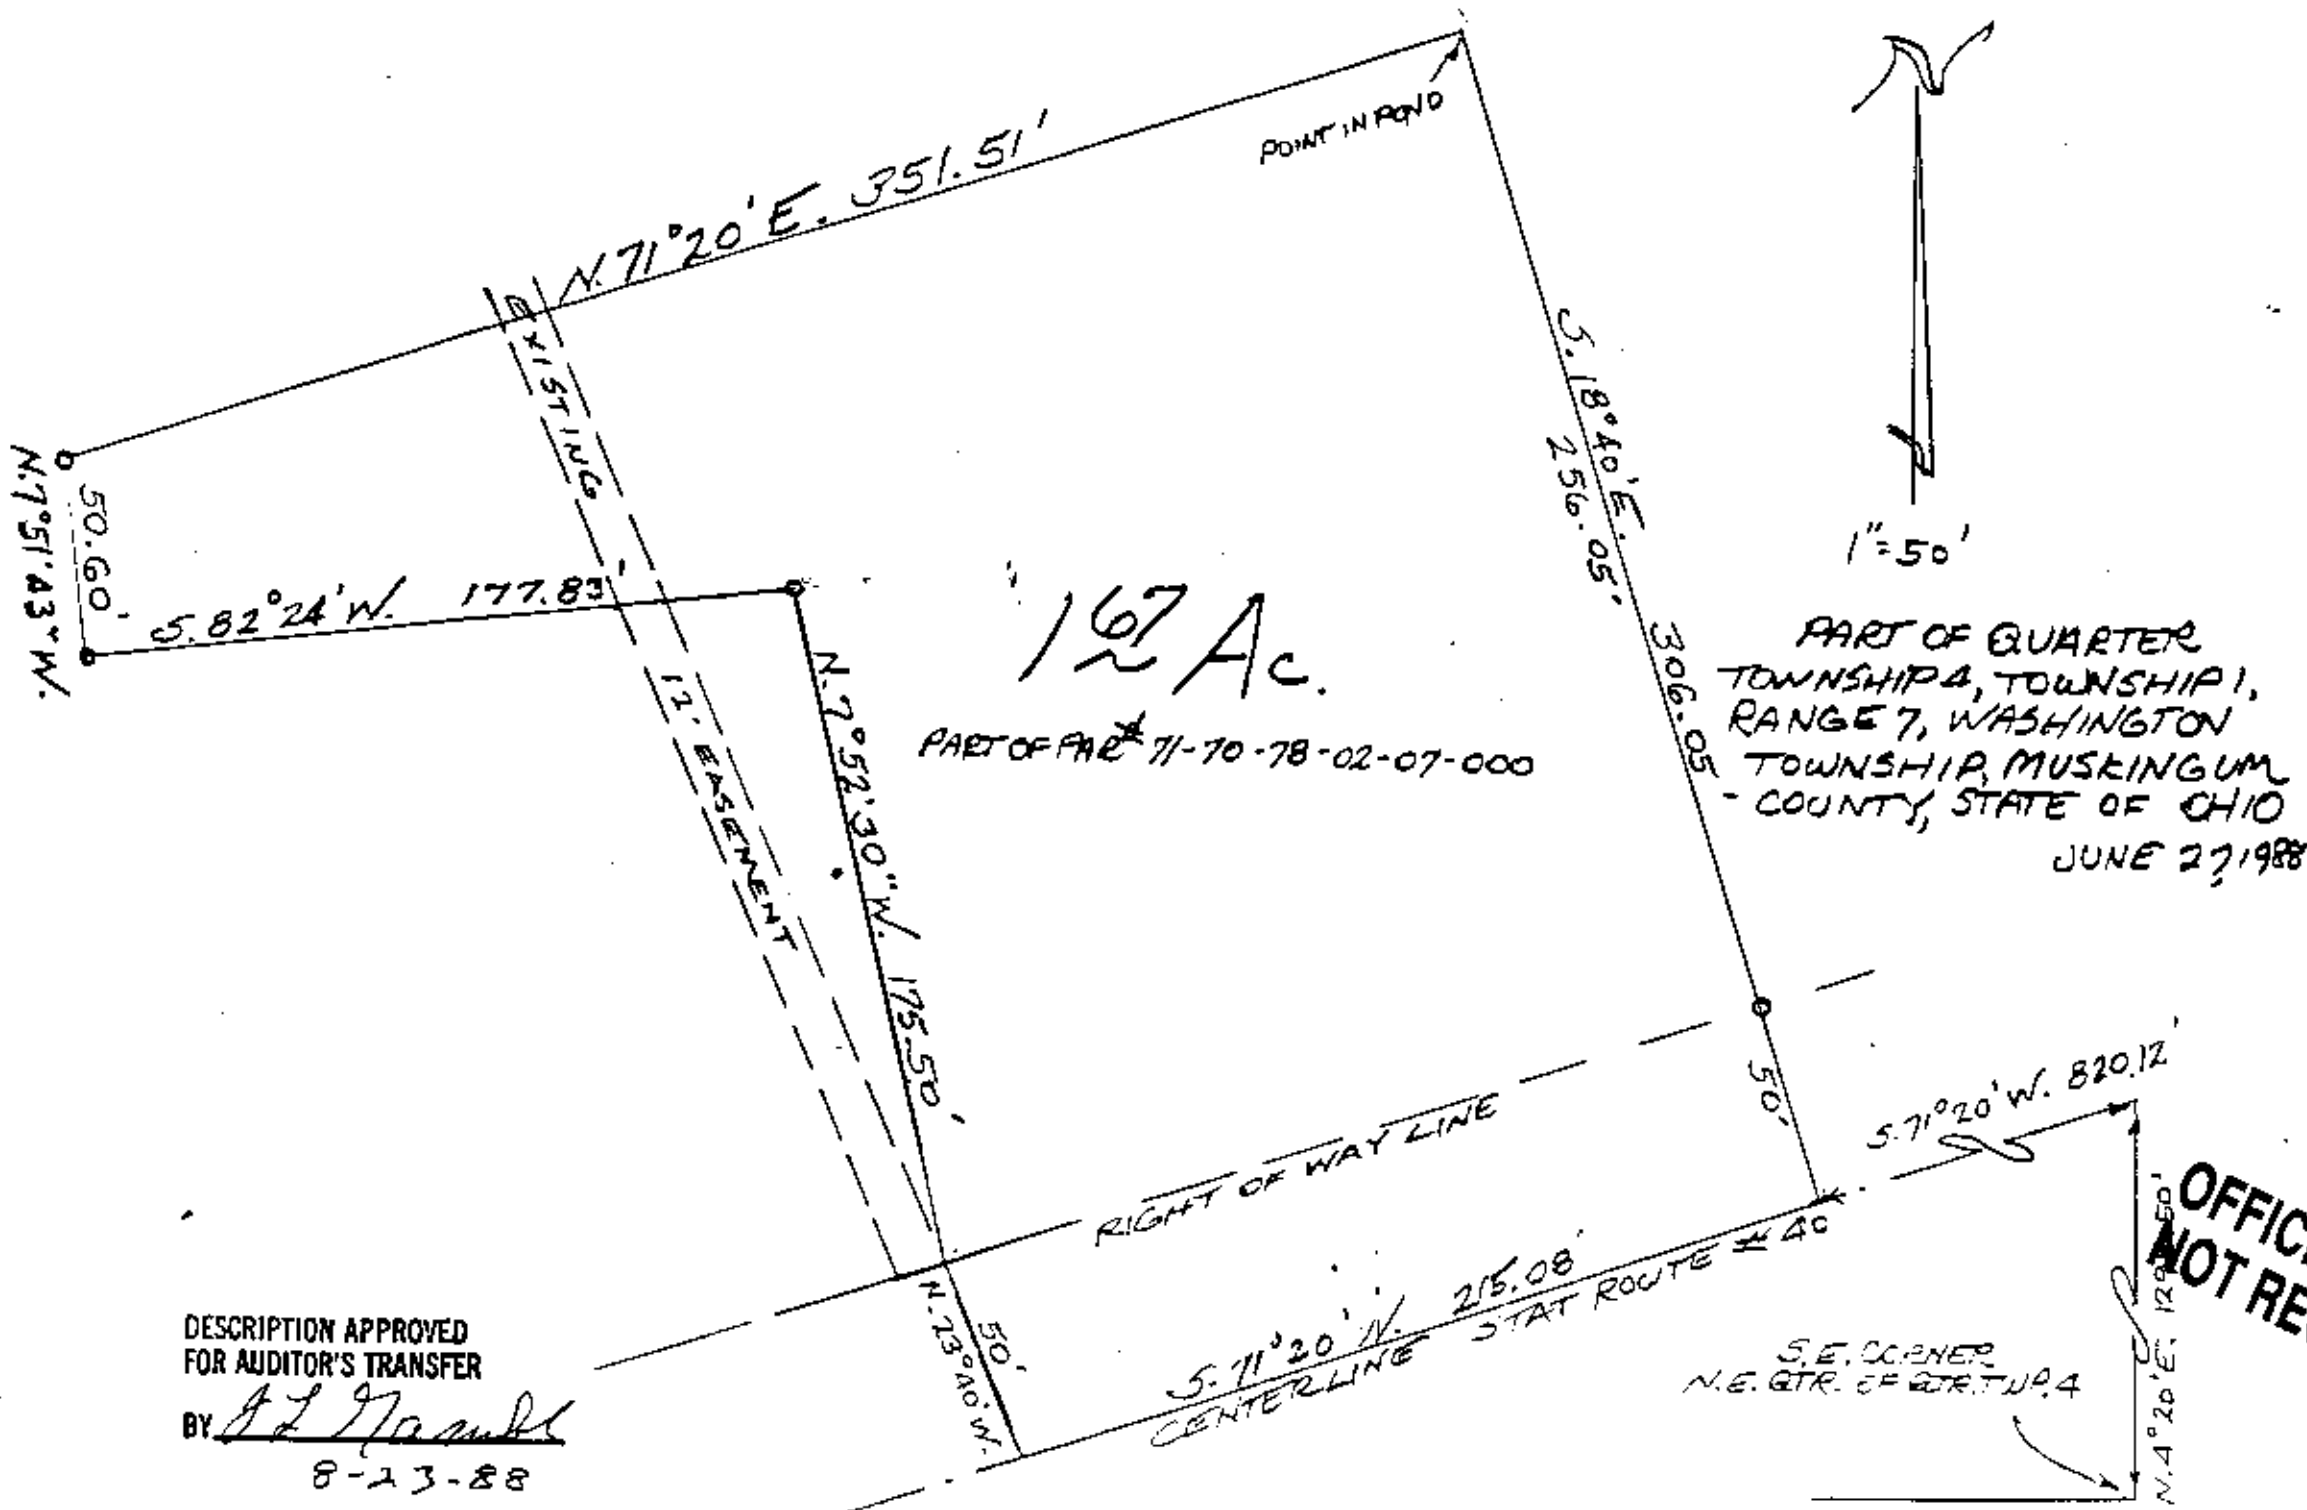 N. 71°20' E. 351.51'
POINT IN POND
S. 18°40' E.
256.05'
306.05
50'
1"=50'
PART OF QUARTER
TOWNSHIP 4, TOWNSHIP 1,
RANGE 7, WASHINGTON
TOWNSHIP, MUSKINGUM
COUNTY, STATE OF OHIO
JUNE 27, 1988
EXISTING
12' EASEMENT
N. 7°51'43" W.
50.60'
S. 82°24' W. 177.83'
1 67 Ac.
PART OF PAR# 71-70-78-02-07-000
N. 7°52'30" W. 175.50'
RIGHT OF WAY LINE
S. 71°20' W. 820.12'
S. 71°20' W. 215.08'
CENTERLINE STAT ROUTE # 40
N. 23°40' W.
50'
N. 4°20' E.
S.E. CORNER
N.E. QTR. OF QTR. TWP. 4
NOT
DESCRIPTION APPROVED
FOR AUDITOR'S TRANSFER
BY
8-23-88